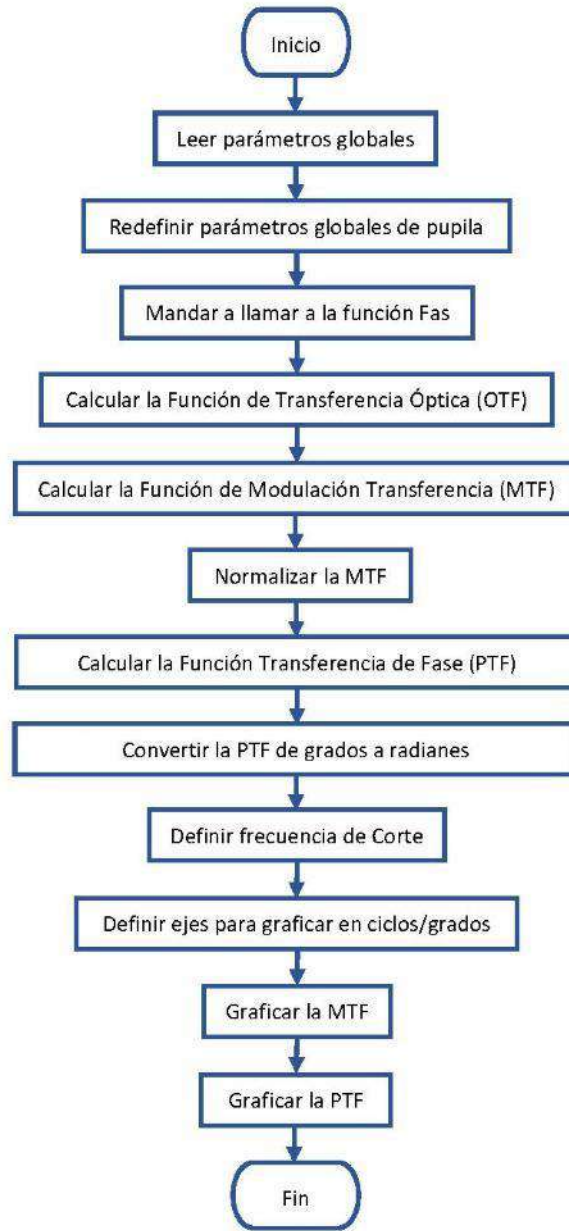 Inicio
Leer parámetros globales
Redefinir parámetros globales de pupila
Mandar a llamar a la función Fas
Calcular la Función de Transferencia Óptica (OTF)
Calcular la Función de Modulación Transferencia (MTF)
Normalizar la MTF
Calcular la Función Transferencia de Fase (PTF)
Convertir la PTF de grados a radianes
Definir frecuencia de Corte
Definir ejes para graficar en ciclos/grados
Graficar la MTF
Graficar la PTF
Fin